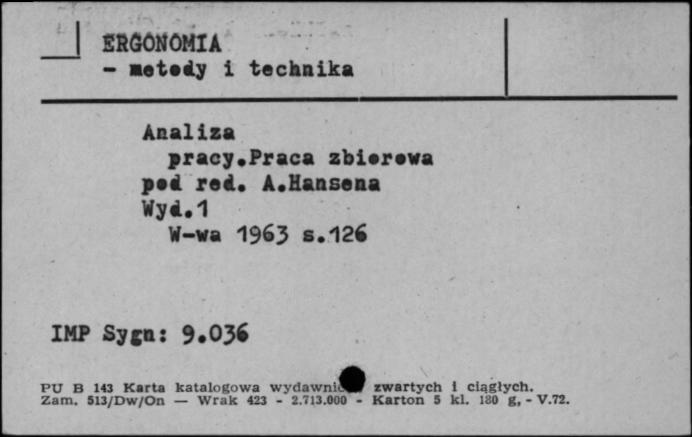 ERGONOMIA
- metody i technika
Analiza
pracy.Praca zbiorowa
pod red. A.Hansena
Wyd.1
W-wa 1963 s.126
IMP Sygn: 9.036
PU B 143 Karta katalogowa zwartych i ciągłych.
Zam. 513/Dw/On — Wrak 423 - 2.713.000 - Karton 5 kl. 180 g, - V.72.